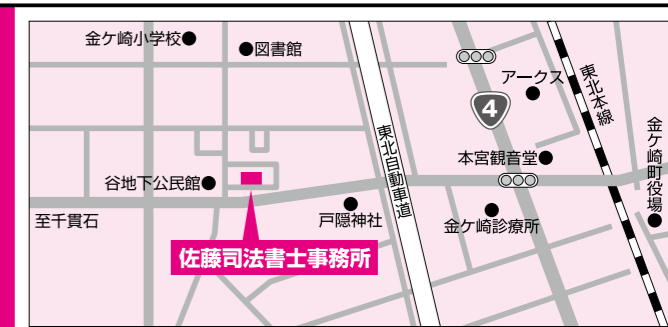 金ケ崎小学校
図書館
アークス
4
東北本線
東北自動車道
本宮観音堂
金ケ崎町役場
谷地下公民館
至千貫石
戸隠神社
金ケ崎診療所
佐藤司法書士事務所